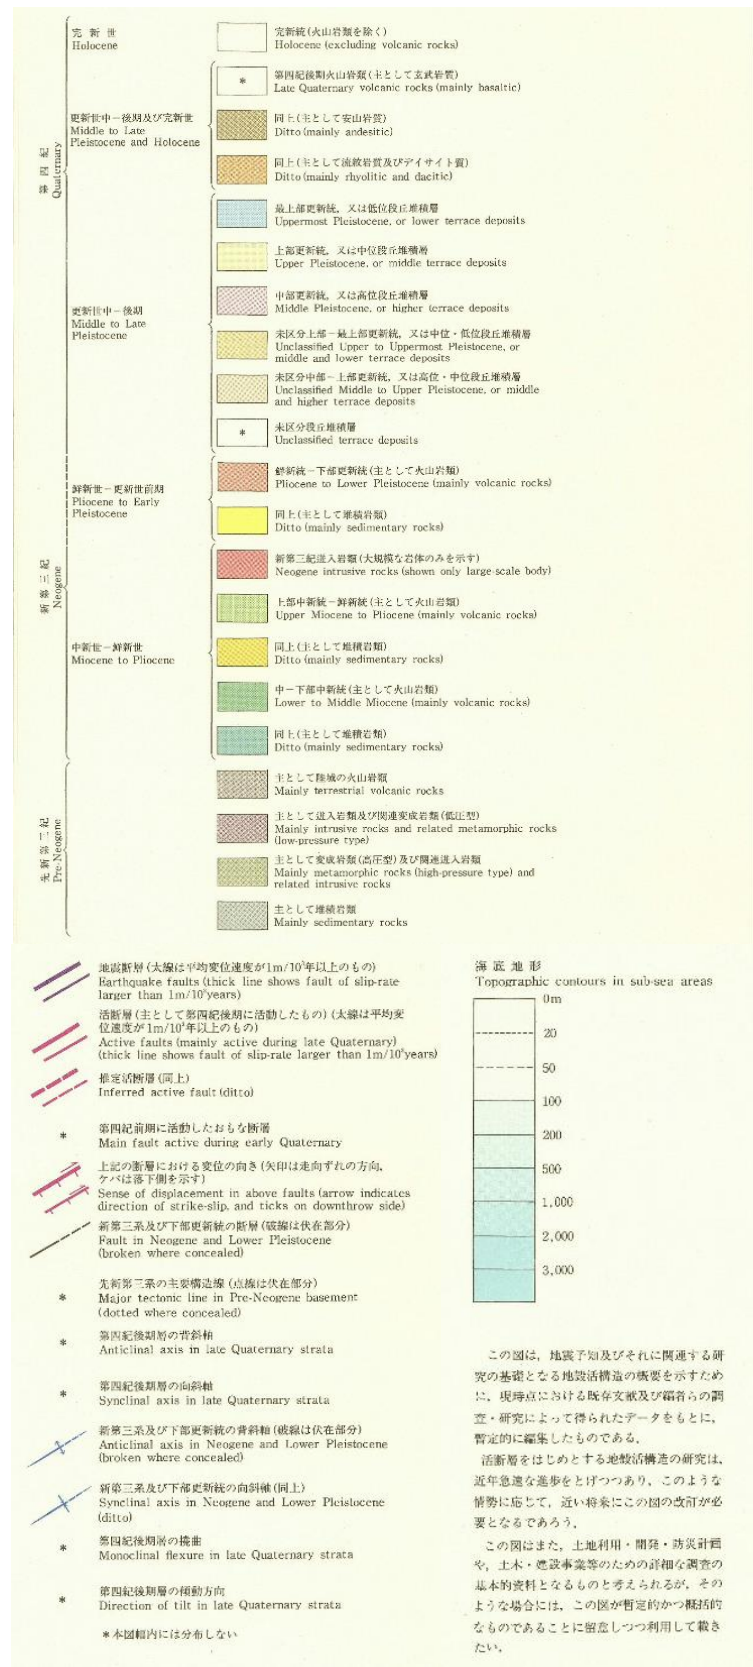 第四紀
Quaternary
新第三紀
Neogene
先新第三紀
Pre-Neogene
完新世
Holocene
完新統(火山岩類を除く)
Holocene (excluding volcanic rocks)
更新世中-後期及び完新世
Middle to Late
Pleistocene and Holocene
*
第四紀後期火山岩類(主として玄武岩質)
Late Quaternary volcanic rocks (mainly basaltic)
同上(主として安山岩質)
Ditto (mainly andesitic)
同上(主として流紋岩質及びデイサイト質)
Ditto (mainly rhyolitic and dacitic)
更新世中-後期
Middle to Late
Pleistocene
最上部更新統,又は低位段丘堆積層
Uppermost Pleistocene, or lower terrace deposits
上部更新統,又は中位段丘堆積層
Upper Pleistocene, or middle terrace deposits
中部更新統,又は高位段丘堆積層
Middle Pleistocene, or higher terrace deposits
未区分上部-最上部更新統,又は中位・低位段丘堆積層
Unclassified Upper to Uppermost Pleistocene, or
middle and lower terrace deposits
未区分中部-上部更新統,又は高位・中位段丘堆積層
Unclassified Middle to Upper Pleistocene, or middle
and higher terrace deposits
*
未区分段丘堆積層
Unclassified terrace deposits
鮮新世-更新世前期
Pliocene to Early
Pleistocene
鮮新統-下部更新統(主として火山岩類)
Pliocene to Lower Pleistocene (mainly volcanic rocks)
同上(主として堆積岩類)
Ditto (mainly sedimentary rocks)
中新世-鮮新世
Miocene to Pliocene
新第三紀迸入岩類(大規模な岩体のみを示す)
Neogene intrusive rocks (shown only large-scale body)
上部中新統-鮮新統(主として火山岩類)
Upper Miocene to Pliocene (mainly volcanic rocks)
同上(主として堆積岩類)
Ditto (mainly sedimentary rocks)
中-下部中新統(主として火山岩類)
Lower to Middle Miocene (mainly volcanic rocks)
同上(主として堆積岩類)
Ditto (mainly sedimentary rocks)
主として陸域の火山岩類
Mainly terrestrial volcanic rocks
主として迸入岩類及び関連変成岩類(低圧型)
Mainly intrusive rocks and related metamorphic rocks
(low-pressure type)
主として変成岩類(高圧型)及び関連迸入岩類
Mainly metamorphic rocks (high-pressure type) and
related intrusive rocks
主として堆積岩類
Mainly sedimentary rocks
地震断層(太線は平均変位速度が1m/10³年以上のもの)
Earthquake faults (thick line shows fault of slip-rate
larger than 1m/10³years)
活断層(主として第四紀後期に活動したもの)(太線は平均変
位速度が1m/10³年以上のもの)
Active faults (mainly active during late Quaternary)
(thick line shows fault of slip-rate larger than 1m/10³years)
推定活断層(同上)
Inferred active fault (ditto)
*
第四紀前期に活動したおもな断層
Main fault active during early Quaternary
上記の断層における変位の向き(矢印は走向ずれの方向,
ケバは落下側を示す)
Sense of displacement in above faults (arrow indicates
direction of strike-slip, and ticks on downthrow side)
新第三系及び下部更新統の断層(破線は伏在部分)
Fault in Neogene and Lower Pleistocene
(broken where concealed)
*
先新第三系の主要構造線(点線は伏在部分)
Major tectonic line in Pre-Neogene basement
(dotted where concealed)
*
第四紀後期層の背斜軸
Anticlinal axis in late Quaternary strata
*
第四紀後期層の向斜軸
Synclinal axis in late Quaternary strata
新第三系及び下部更新統の背斜軸(破線は伏在部分)
Anticlinal axis in Neogene and Lower Pleistocene
(broken where concealed)
新第三系及び下部更新統の向斜軸(同上)
Synclinal axis in Neogene and Lower Pleistocene
(ditto)
*
第四紀後期層の撓曲
Monoclinal flexure in late Quaternary strata
*
第四紀後期層の傾動方向
Direction of tilt in late Quaternary strata
*本図幅内には分布しない
海底地形
Topographic contours in sub-sea areas
0m
20
50
100
200
500
1,000
2,000
3,000
この図は,地震予知及びそれに関連する研
究の基礎となる地殻活構造の概要を示すため
に,現時点における既存文献及び編者らの調
査・研究によって得られたデータをもとに,
暫定的に編集したものである。
活断層をはじめとする地殻活構造の研究は,
近年急速な進歩をとげつつあり,このような
情勢に応じて,近い将来にこの図の改訂が必
要となるであろう。
この図はまた,土地利用・開発・防災計画
や,土木・建設事業等のための詳細な調査の
基本的資料となるものと考えられるが,その
ような場合には,この図が暫定的かつ概括的
なものであることに留意しつつ利用して戴き
たい。